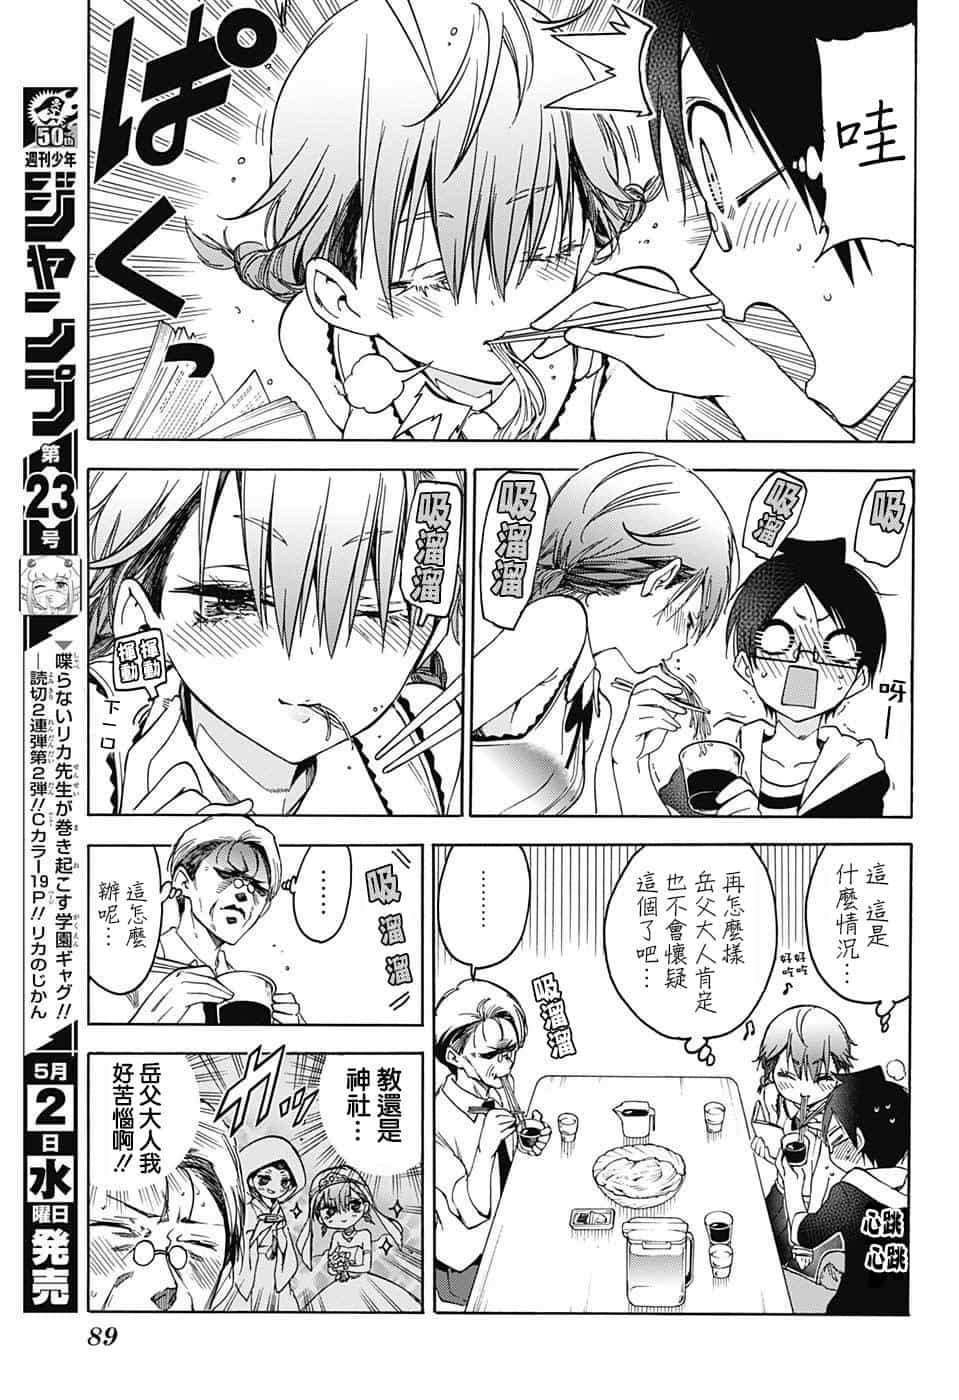 哇
ぱくっ
吸
吸溜
吸溜溜
呀—
吸溜溜
揮動
揮動
下一口
這 這是
什麼情況…
再怎麼樣
岳父大人肯定
也不會懷疑
這個了吧…
……
好吃
好吃♪
吸溜溜
心跳
心跳
吸溜溜
…
這怎麼
辦呢…
教還是
神社…
岳父大人我
好苦惱啊!!
50th
週刊少年
ジャンプ
第
23
号
▼喋らないリカ先生が巻き起こす学園ギャグ!!
—読切2連弾第2弾!!Cカラー19P!!リカのじかん
5月
2
日
水
曜日
発売
89